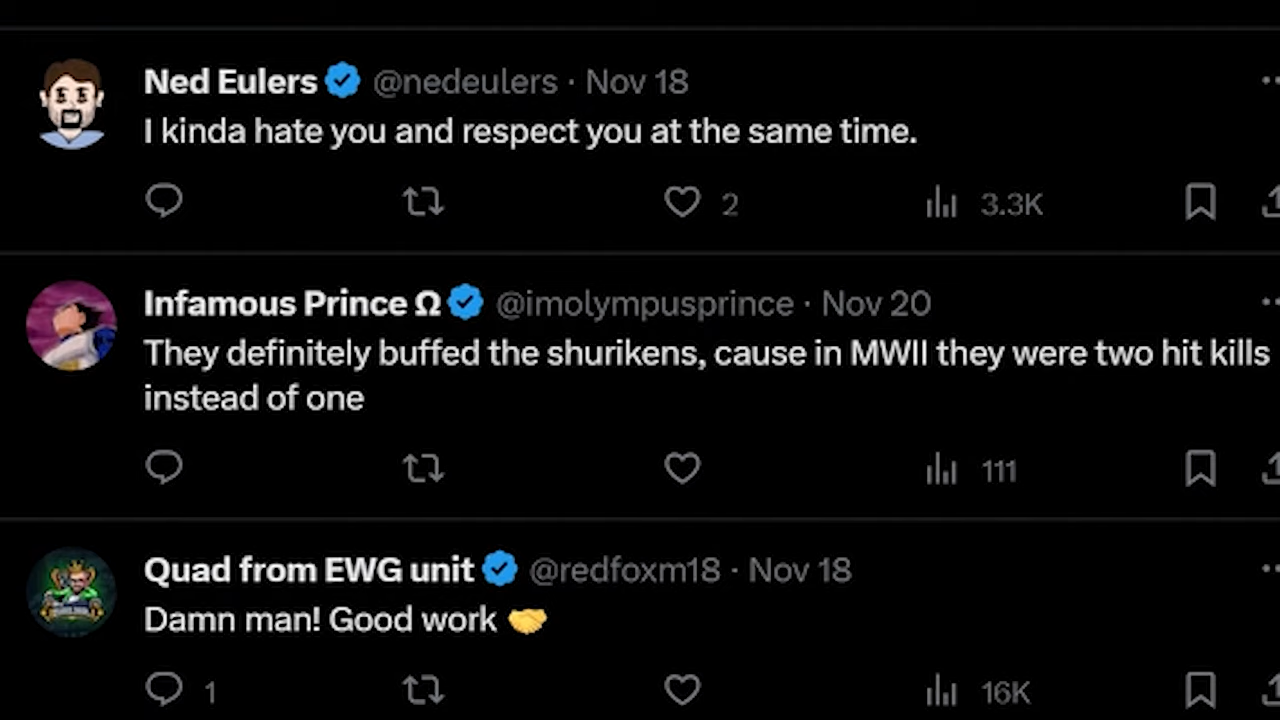 Ned Eulers @nedeulers · Nov 18
I kinda hate you and respect you at the same time.
2 3.3K
Infamous Prince Ω @imolympusprince · Nov 20
They definitely buffed the shurikens, cause in MWII they were two hit kills
instead of one
111
Quad from EWG unit @redfoxm18 · Nov 18
Damn man! Good work 🤝
1 16K